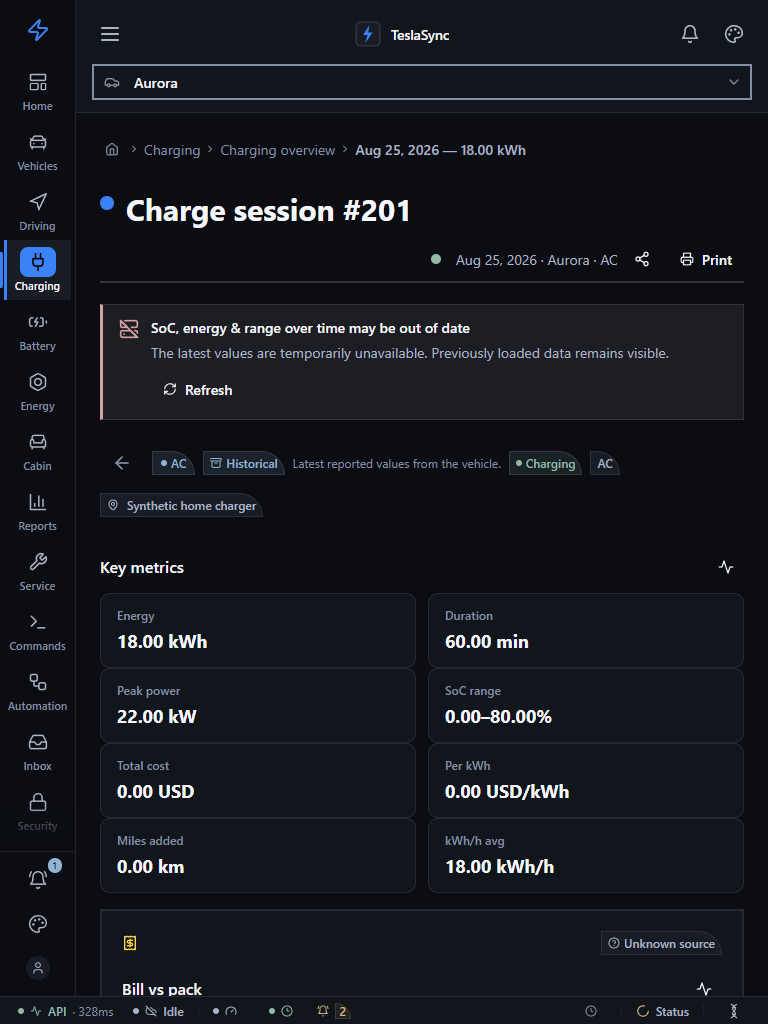 TeslaSync
Aurora
Home
Vehicles
Driving
Charging
Battery
Energy
Cabin
Reports
Service
Commands
Automation
Inbox
Security
1
Charging > Charging overview > Aug 25, 2026 — 18.00 kWh
Charge session #201
Aug 25, 2026 · Aurora · AC
Print
SoC, energy & range over time may be out of date
The latest values are temporarily unavailable. Previously loaded data remains visible.
Refresh
AC Historical Latest reported values from the vehicle. Charging AC
Synthetic home charger
Key metrics
Energy
18.00 kWh
Duration
60.00 min
Peak power
22.00 kW
SoC range
0.00–80.00%
Total cost
0.00 USD
Per kWh
0.00 USD/kWh
Miles added
0.00 km
kWh/h avg
18.00 kWh/h
Unknown source
Bill vs pack
API · 328ms Idle 2 Status